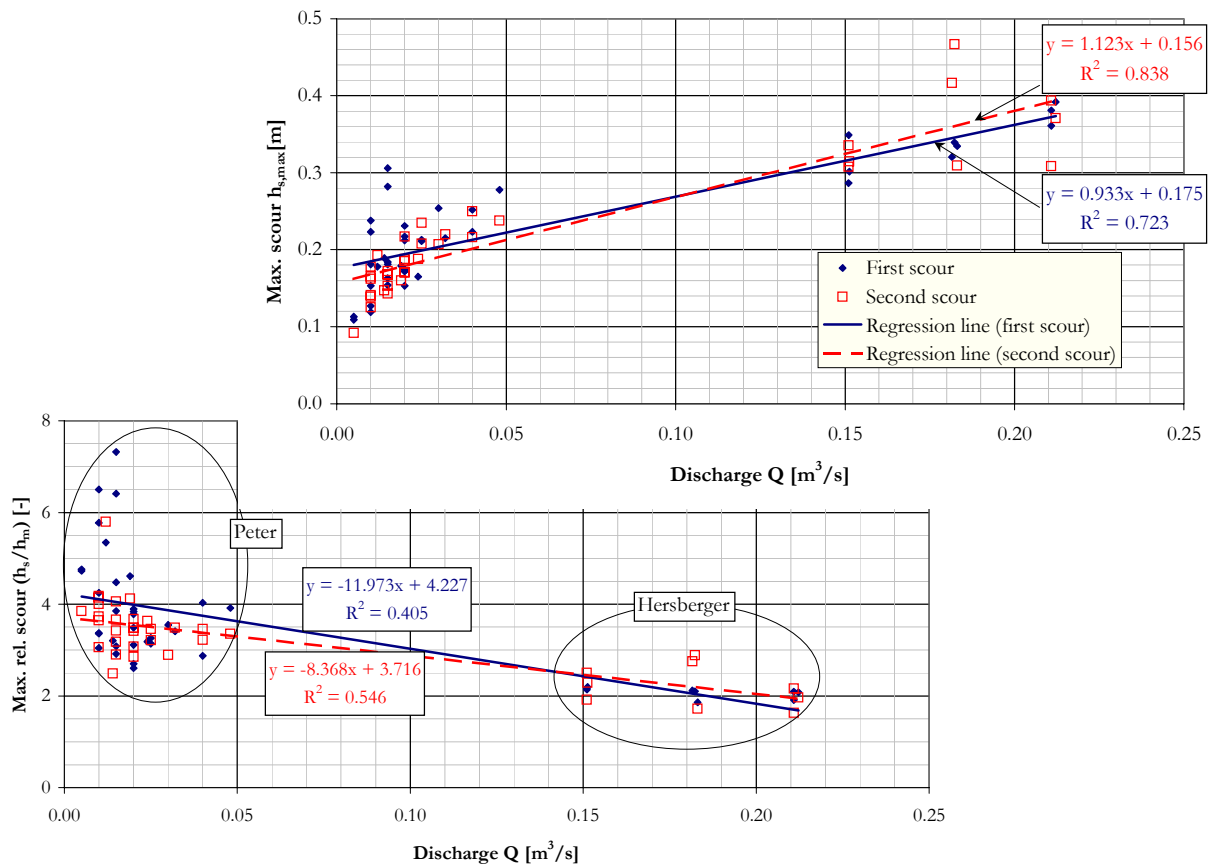 0.5
0.4
0.3
0.2
0.1
0.0
Max. scour hs,max[m]
y = 1.123x + 0.156
R² = 0.838
y = 0.933x + 0.175
R² = 0.723
First scour
Second scour
Regression line (first scour)
Regression line (second scour)
0.00 0.05 0.10 0.15 0.20 0.25
Discharge Q [m³/s]
8
6
4
2
0
Max. rel. scour (hs/hm) [-]
Peter
y = -11.973x + 4.227
R² = 0.405
Hersberger
y = -8.368x + 3.716
R² = 0.546
0.00 0.05 0.10 0.15 0.20 0.25
Discharge Q [m³/s]